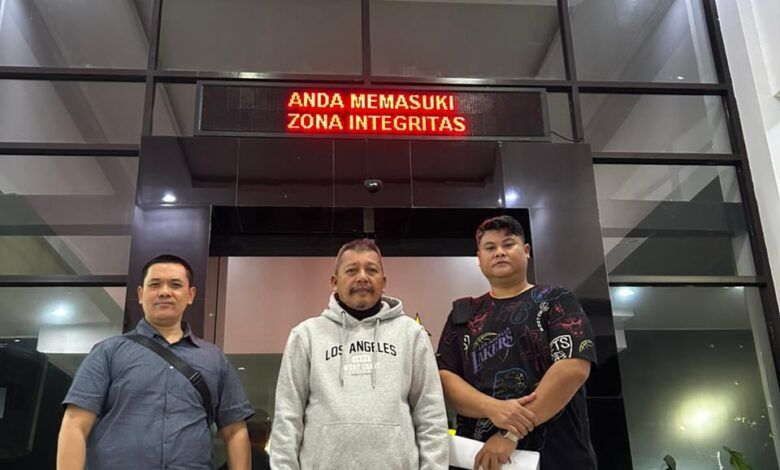 ANDA MEMASUKI
ZONA INTEGRITAS
LOS ANGELES
WEST COAST
LAKERS